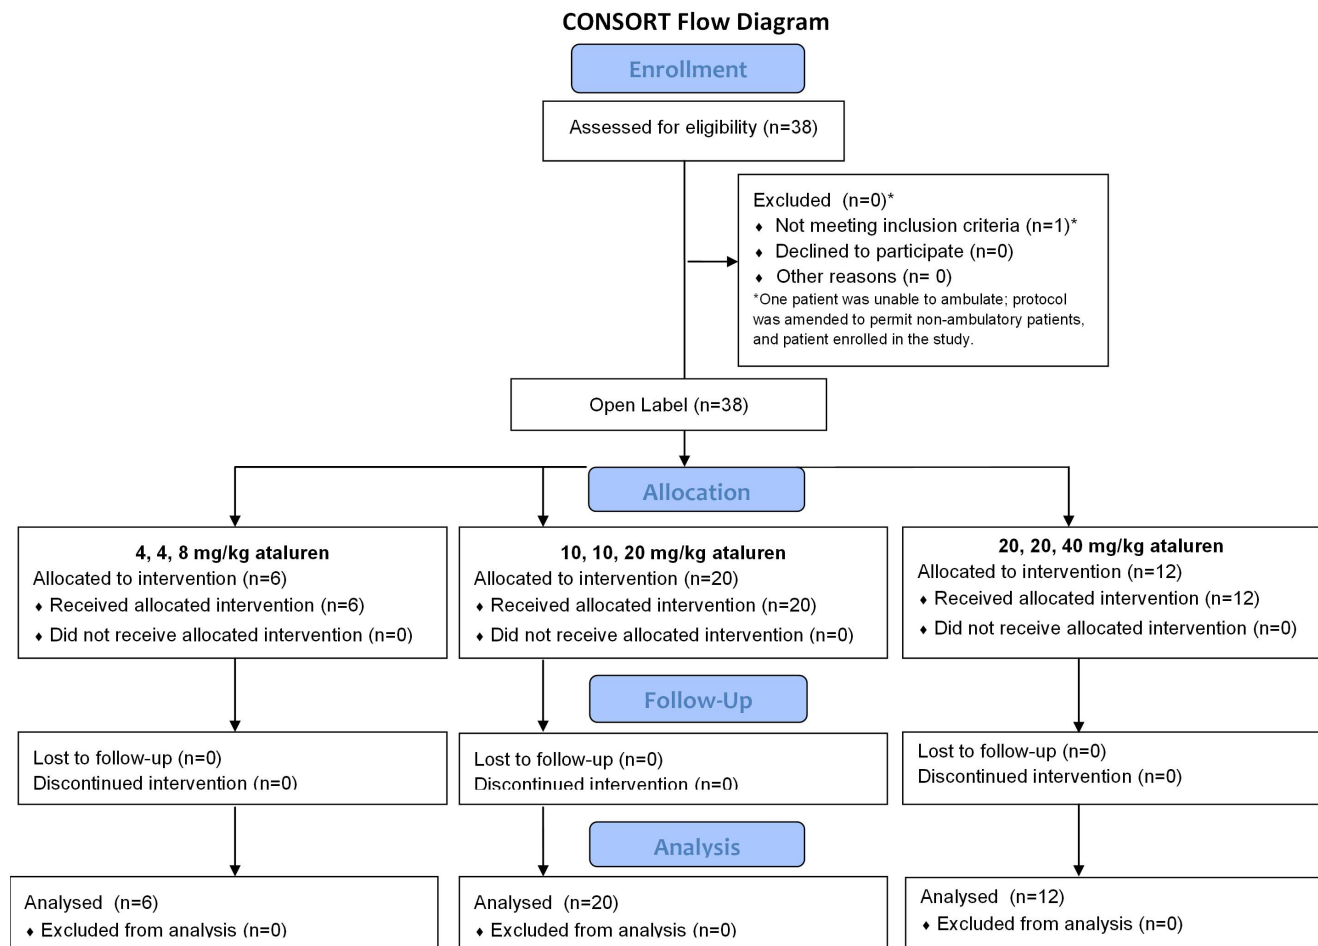 CONSORT Flow Diagram
Enrollment
Assessed for eligibility (n=38)
Excluded  (n=0)*
♦ Not meeting inclusion criteria (n=1)*
♦ Declined to participate (n=0)
♦ Other reasons (n= 0)
*One patient was unable to ambulate; protocol
was amended to permit non-ambulatory patients,
and patient enrolled in the study.
Open Label (n=38)
Allocation
4, 4, 8 mg/kg ataluren
Allocated to intervention (n=6)
♦ Received allocated intervention (n=6)
♦ Did not receive allocated intervention (n=0)
10, 10, 20 mg/kg ataluren
Allocated to intervention (n=20)
♦ Received allocated intervention (n=20)
♦ Did not receive allocated intervention (n=0)
20, 20, 40 mg/kg ataluren
Allocated to intervention (n=12)
♦ Received allocated intervention (n=12)
♦ Did not receive allocated intervention (n=0)
Follow-Up
Lost to follow-up (n=0)
Discontinued intervention (n=0)
Lost to follow-up (n=0)
Discontinued intervention (n=0)
Lost to follow-up (n=0)
Discontinued intervention (n=0)
Analysis
Analysed  (n=6)
♦ Excluded from analysis (n=0)
Analysed  (n=20)
♦ Excluded from analysis (n=0)
Analysed  (n=12)
♦ Excluded from analysis (n=0)